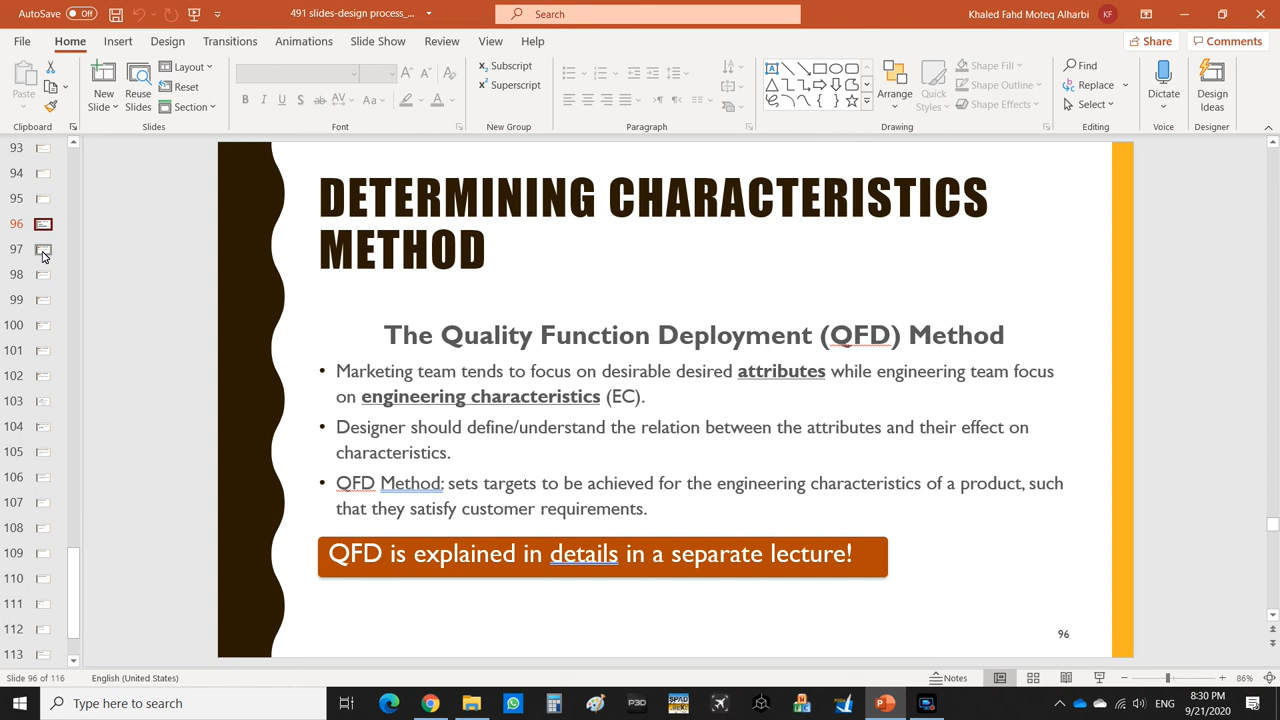 AutoSave Off 491 slides-design process_... Search Khaled Fahd Moteq Alharbi KF
File Home Insert Design Transitions Animations Slide Show Review View Help Share Comments
Paste New Slide Reuse Slides Layout Reset Section B I S ab AV Aa A Subscript Superscript Arrange Quick Styles Shape Fill Shape Outline Shape Effects Find Replace Select Dictate Design Ideas
Clipboard Slides Font New Group Paragraph Drawing Editing Voice Designer
93
94
95
96
97
98
99
100
101
102
103
104
105
106
107
108
109
110
111
112
113
DETERMINING CHARACTERISTICS
METHOD
The Quality Function Deployment (QFD) Method
• Marketing team tends to focus on desirable desired attributes while engineering team focus
on engineering characteristics (EC).
• Designer should define/understand the relation between the attributes and their effect on
characteristics.
• QFD Method: sets targets to be achieved for the engineering characteristics of a product, such
that they satisfy customer requirements.
QFD is explained in details in a separate lecture!
96
Slide 96 of 116 English (United States) Notes 86%
Type here to search P3D 8:30 PM
9/21/2020